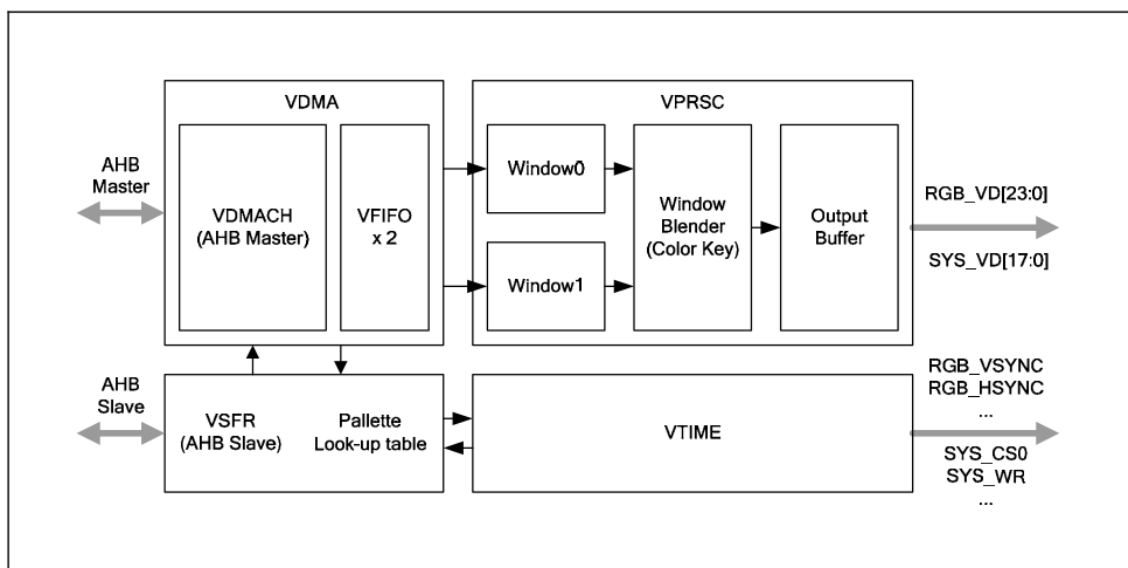 VDMA
VPRSC
AHB
Master
VDMACH
(AHB Master)
VFIFO
x 2
Window0
Window1
Window
Blender
(Color Key)
Output
Buffer
RGB_VD[23:0]
SYS_VD[17:0]
AHB
Slave
VSFR
(AHB Slave)
Pallette
Look-up table
VTIME
RGB_VSYNC
RGB_HSYNC
...
SYS_CS0
SYS_WR
...